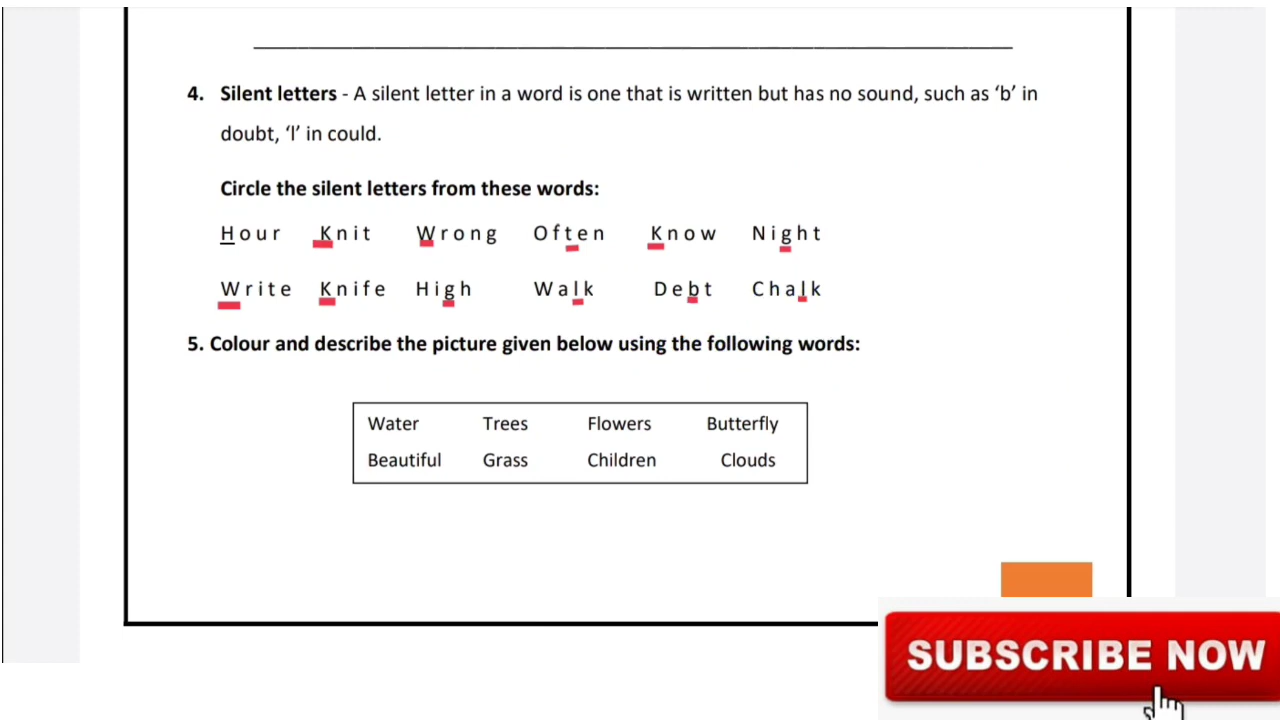 4. Silent letters - A silent letter in a word is one that is written but has no sound, such as ‘b’ in
doubt, ‘l’ in could.
Circle the silent letters from these words:
Hour Knit Wrong Often Know Night
Write Knife High Walk Debt Chalk
5. Colour and describe the picture given below using the following words:
Water Trees Flowers Butterfly
Beautiful Grass Children Clouds
SUBSCRIBE NOW